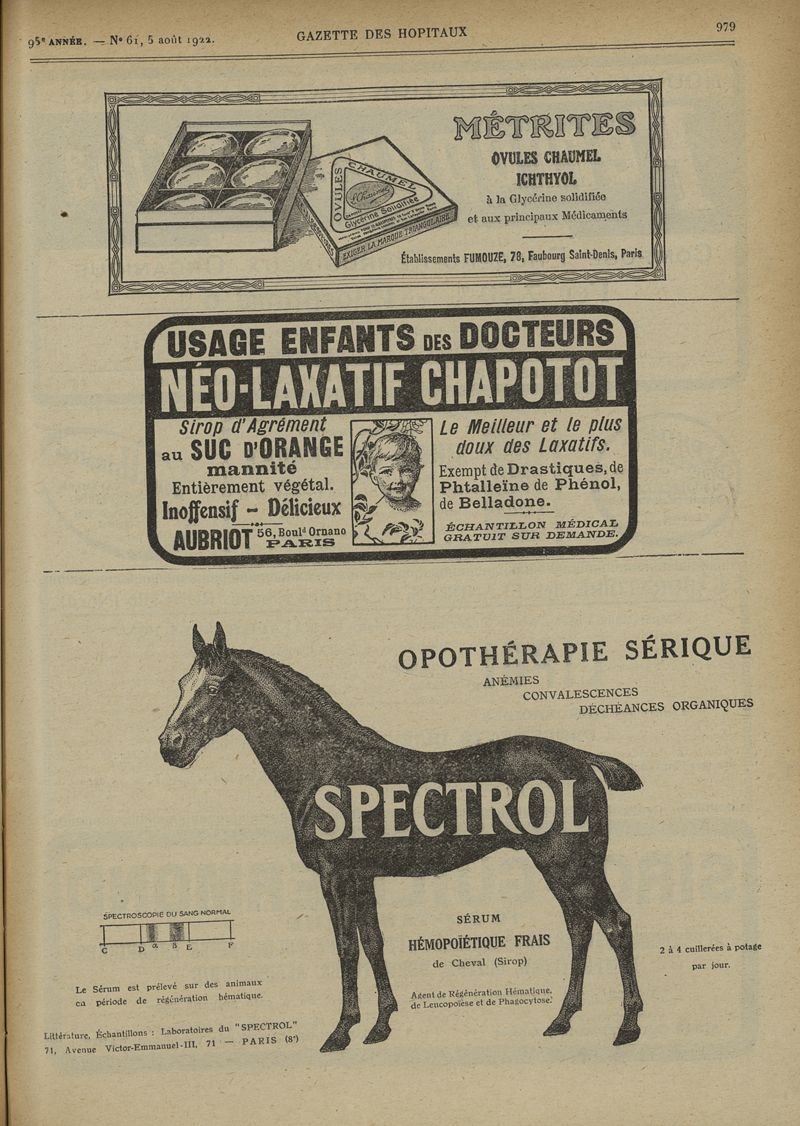 95e ANNÉE. — N° 61, 5 août 1922.
GAZETTE DES HOPITAUX
979
MÉTRITES
OVULES CHAUMEL
ICHTHYOL
à la Glycérine solidifiée
et aux principaux Médicaments
Établissements FUMOUZE, 78, Faubourg Saint-Denis, Paris
OVULES CHAUMEL
Glycérine Solidifiée
EXIGER LA MARQUE TRIANGULAIRE
USAGE ENFANTS DES DOCTEURS
NÉO-LAXATIF CHAPOTOT
Sirop d'Agrément
au SUC D'ORANGE
mannité
Entièrement végétal.
Inoffensif - Délicieux
AUBRIOT 56, Boul^d Ornano
PARIS
Le Meilleur et le plus
doux des Laxatifs.
Exempt de Drastiques, de
Phtalleïne de Phénol,
de Belladone.
ÉCHANTILLON MÉDICAL
GRATUIT SUR DEMANDE.
OPOTHÉRAPIE SÉRIQUE
ANÉMIES
CONVALESCENCES
DÉCHÉANCES ORGANIQUES
SPECTROL
SPECTROSCOPIE DU SANG NORMAL
C D α β E F
Le Sérum est prélevé sur des animaux
en période de régénération hématique.
Littérature, Échantillons : Laboratoires du "SPECTROL"
71, Avenue Victor-Emmanuel-III, 71 — PARIS (8e)
SÉRUM
HÉMOPOÏÉTIQUE FRAIS
de Cheval (Sirop)
Agent de Régénération Hématique,
de Leucopoïèse et de Phagocytose.
2 à 4 cuillerées à potage
par jour.